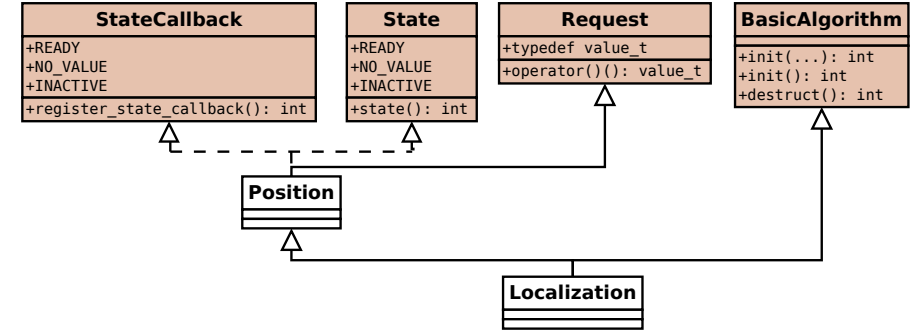 StateCallback
+READY
+NO_VALUE
+INACTIVE
+register_state_callback(): int
State
+READY
+NO_VALUE
+INACTIVE
+state(): int
Request
+typedef value_t
+operator()(): value_t
BasicAlgorithm
+init(...): int
+init(): int
+destruct(): int
Position
Localization